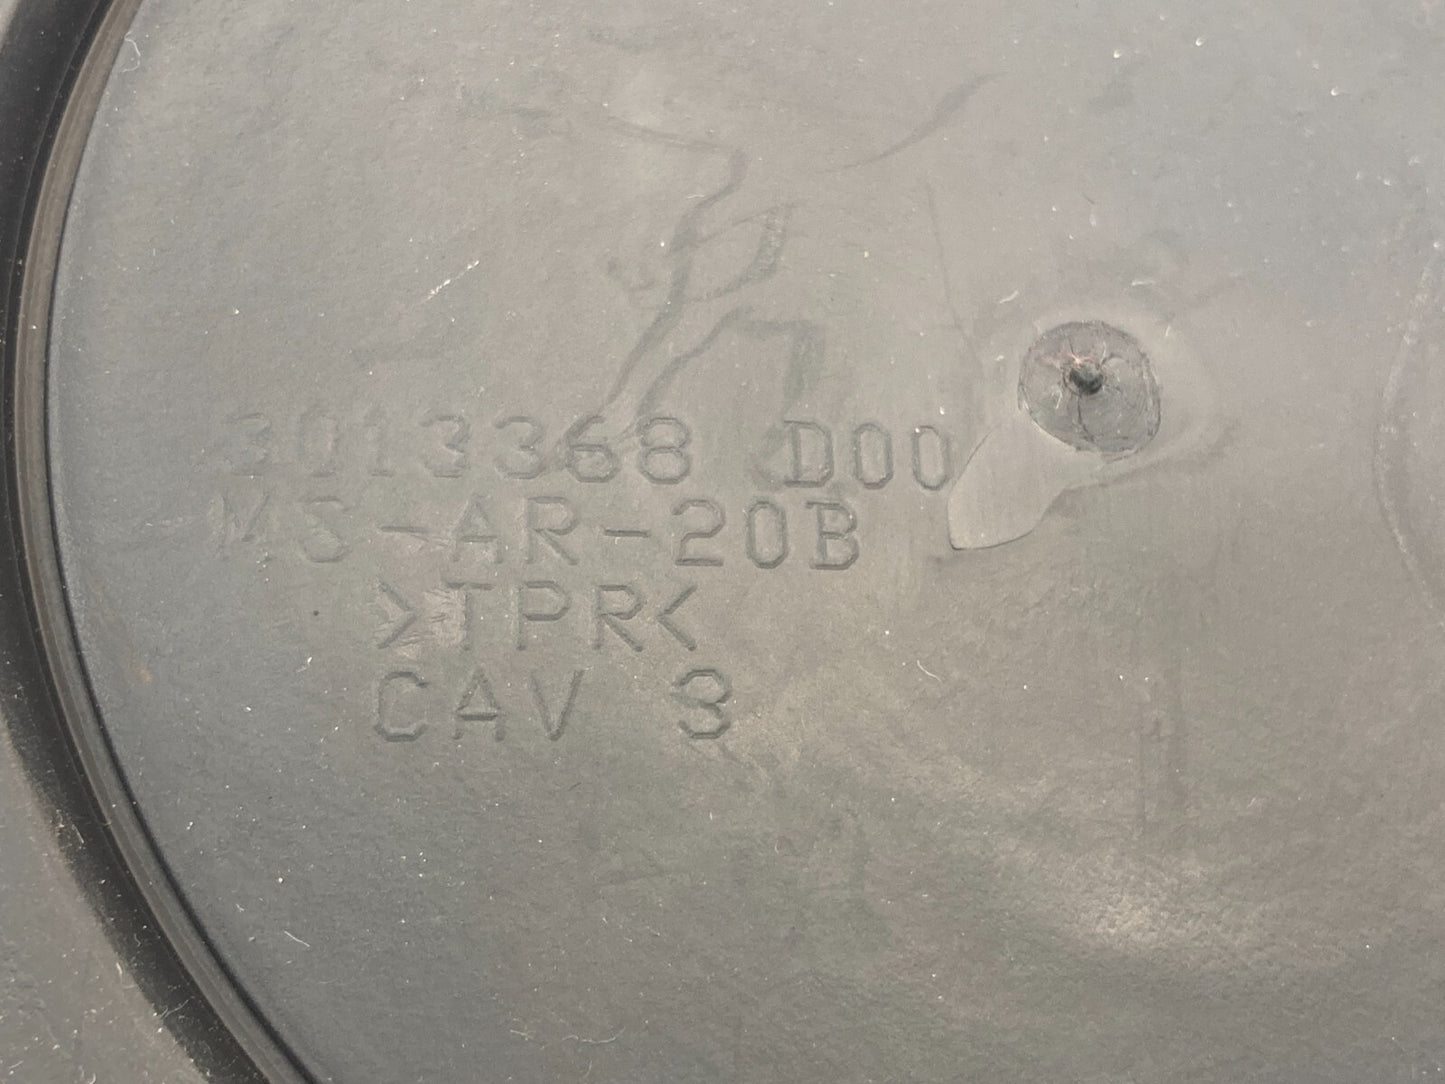 3013368 D00
MS-AR-20B
>TPR<
CAV 3